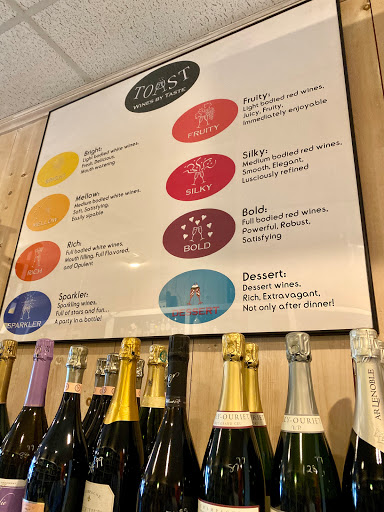 TOAST
WINES BY TASTE
Bright:
Light bodied white wines,
Fresh, Delicious,
Mouth watering
MELLOW
Mellow:
Medium bodied white wines,
Soft, Satisfying,
Easily sipable
RICH
Rich:
Full bodied white wines,
Mouth filling, Full flavored,
and Opulent
SPARKLER
Sparkler:
Sparkling wines,
Full of stars and fun...
A party in a bottle!
FRUITY
Fruity:
Light bodied red wines,
Juicy, Fruity,
Immediately enjoyable
SILKY
Silky:
Medium bodied red wines,
Smooth, Elegant,
Lusciously refined
BOLD
Bold:
Full bodied red wines,
Powerful, Robust,
Satisfying
DESSERT
Dessert:
Dessert wines,
Rich, Extravagant,
Not only after dinner!
AR LENOBLE